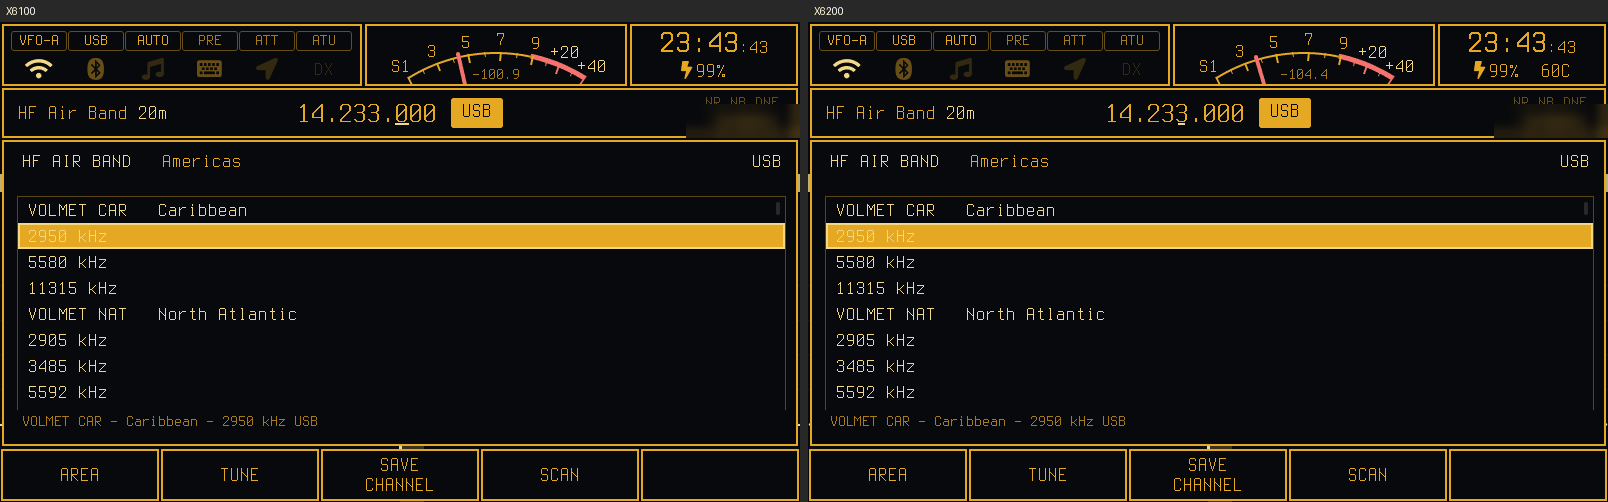 X6100
VFO-A USB AUTO PRE ATT ATU
DX
S1 3 5 7 9 +20 +40
-100.9
23:43:43
99%
HF Air Band 20m 14.233.000 USB
NR NB DNF
HF AIR BAND Americas USB
VOLMET CAR Caribbean
2950 kHz
5580 kHz
11315 kHz
VOLMET NAT North Atlantic
2905 kHz
3485 kHz
5592 kHz
VOLMET CAR - Caribbean - 2950 kHz USB
AREA TUNE SAVE CHANNEL SCAN
X6200
VFO-A USB AUTO PRE ATT ATU
DX
S1 3 5 7 9 +20 +40
-104.4
23:43:43
99% 60C
HF Air Band 20m 14.233.000 USB
NR NB DNF
HF AIR BAND Americas USB
VOLMET CAR Caribbean
2950 kHz
5580 kHz
11315 kHz
VOLMET NAT North Atlantic
2905 kHz
3485 kHz
5592 kHz
VOLMET CAR - Caribbean - 2950 kHz USB
AREA TUNE SAVE CHANNEL SCAN